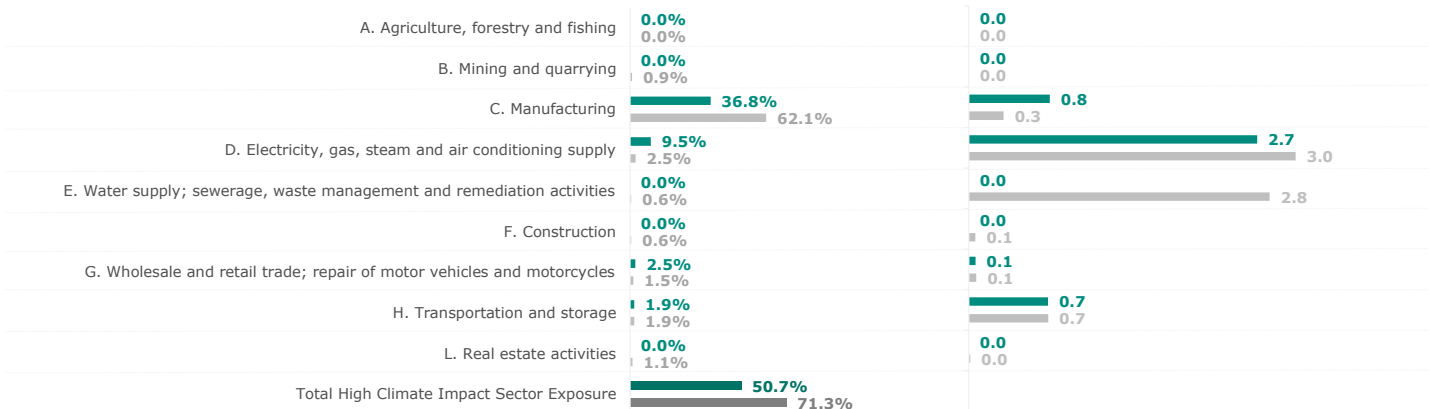 A. Agriculture, forestry and fishing 0.0% 0.0
0.0% 0.0
B. Mining and quarrying 0.0% 0.0
0.9% 0.0
C. Manufacturing 36.8% 0.8
62.1% 0.3
D. Electricity, gas, steam and air conditioning supply 9.5% 2.7
2.5% 3.0
E. Water supply; sewerage, waste management and remediation activities 0.0% 0.0
0.6% 2.8
F. Construction 0.0% 0.0
0.6% 0.1
G. Wholesale and retail trade; repair of motor vehicles and motorcycles 2.5% 0.1
1.5% 0.1
H. Transportation and storage 1.9% 0.7
1.9% 0.7
L. Real estate activities 0.0% 0.0
1.1% 0.0
Total High Climate Impact Sector Exposure 50.7%
71.3%